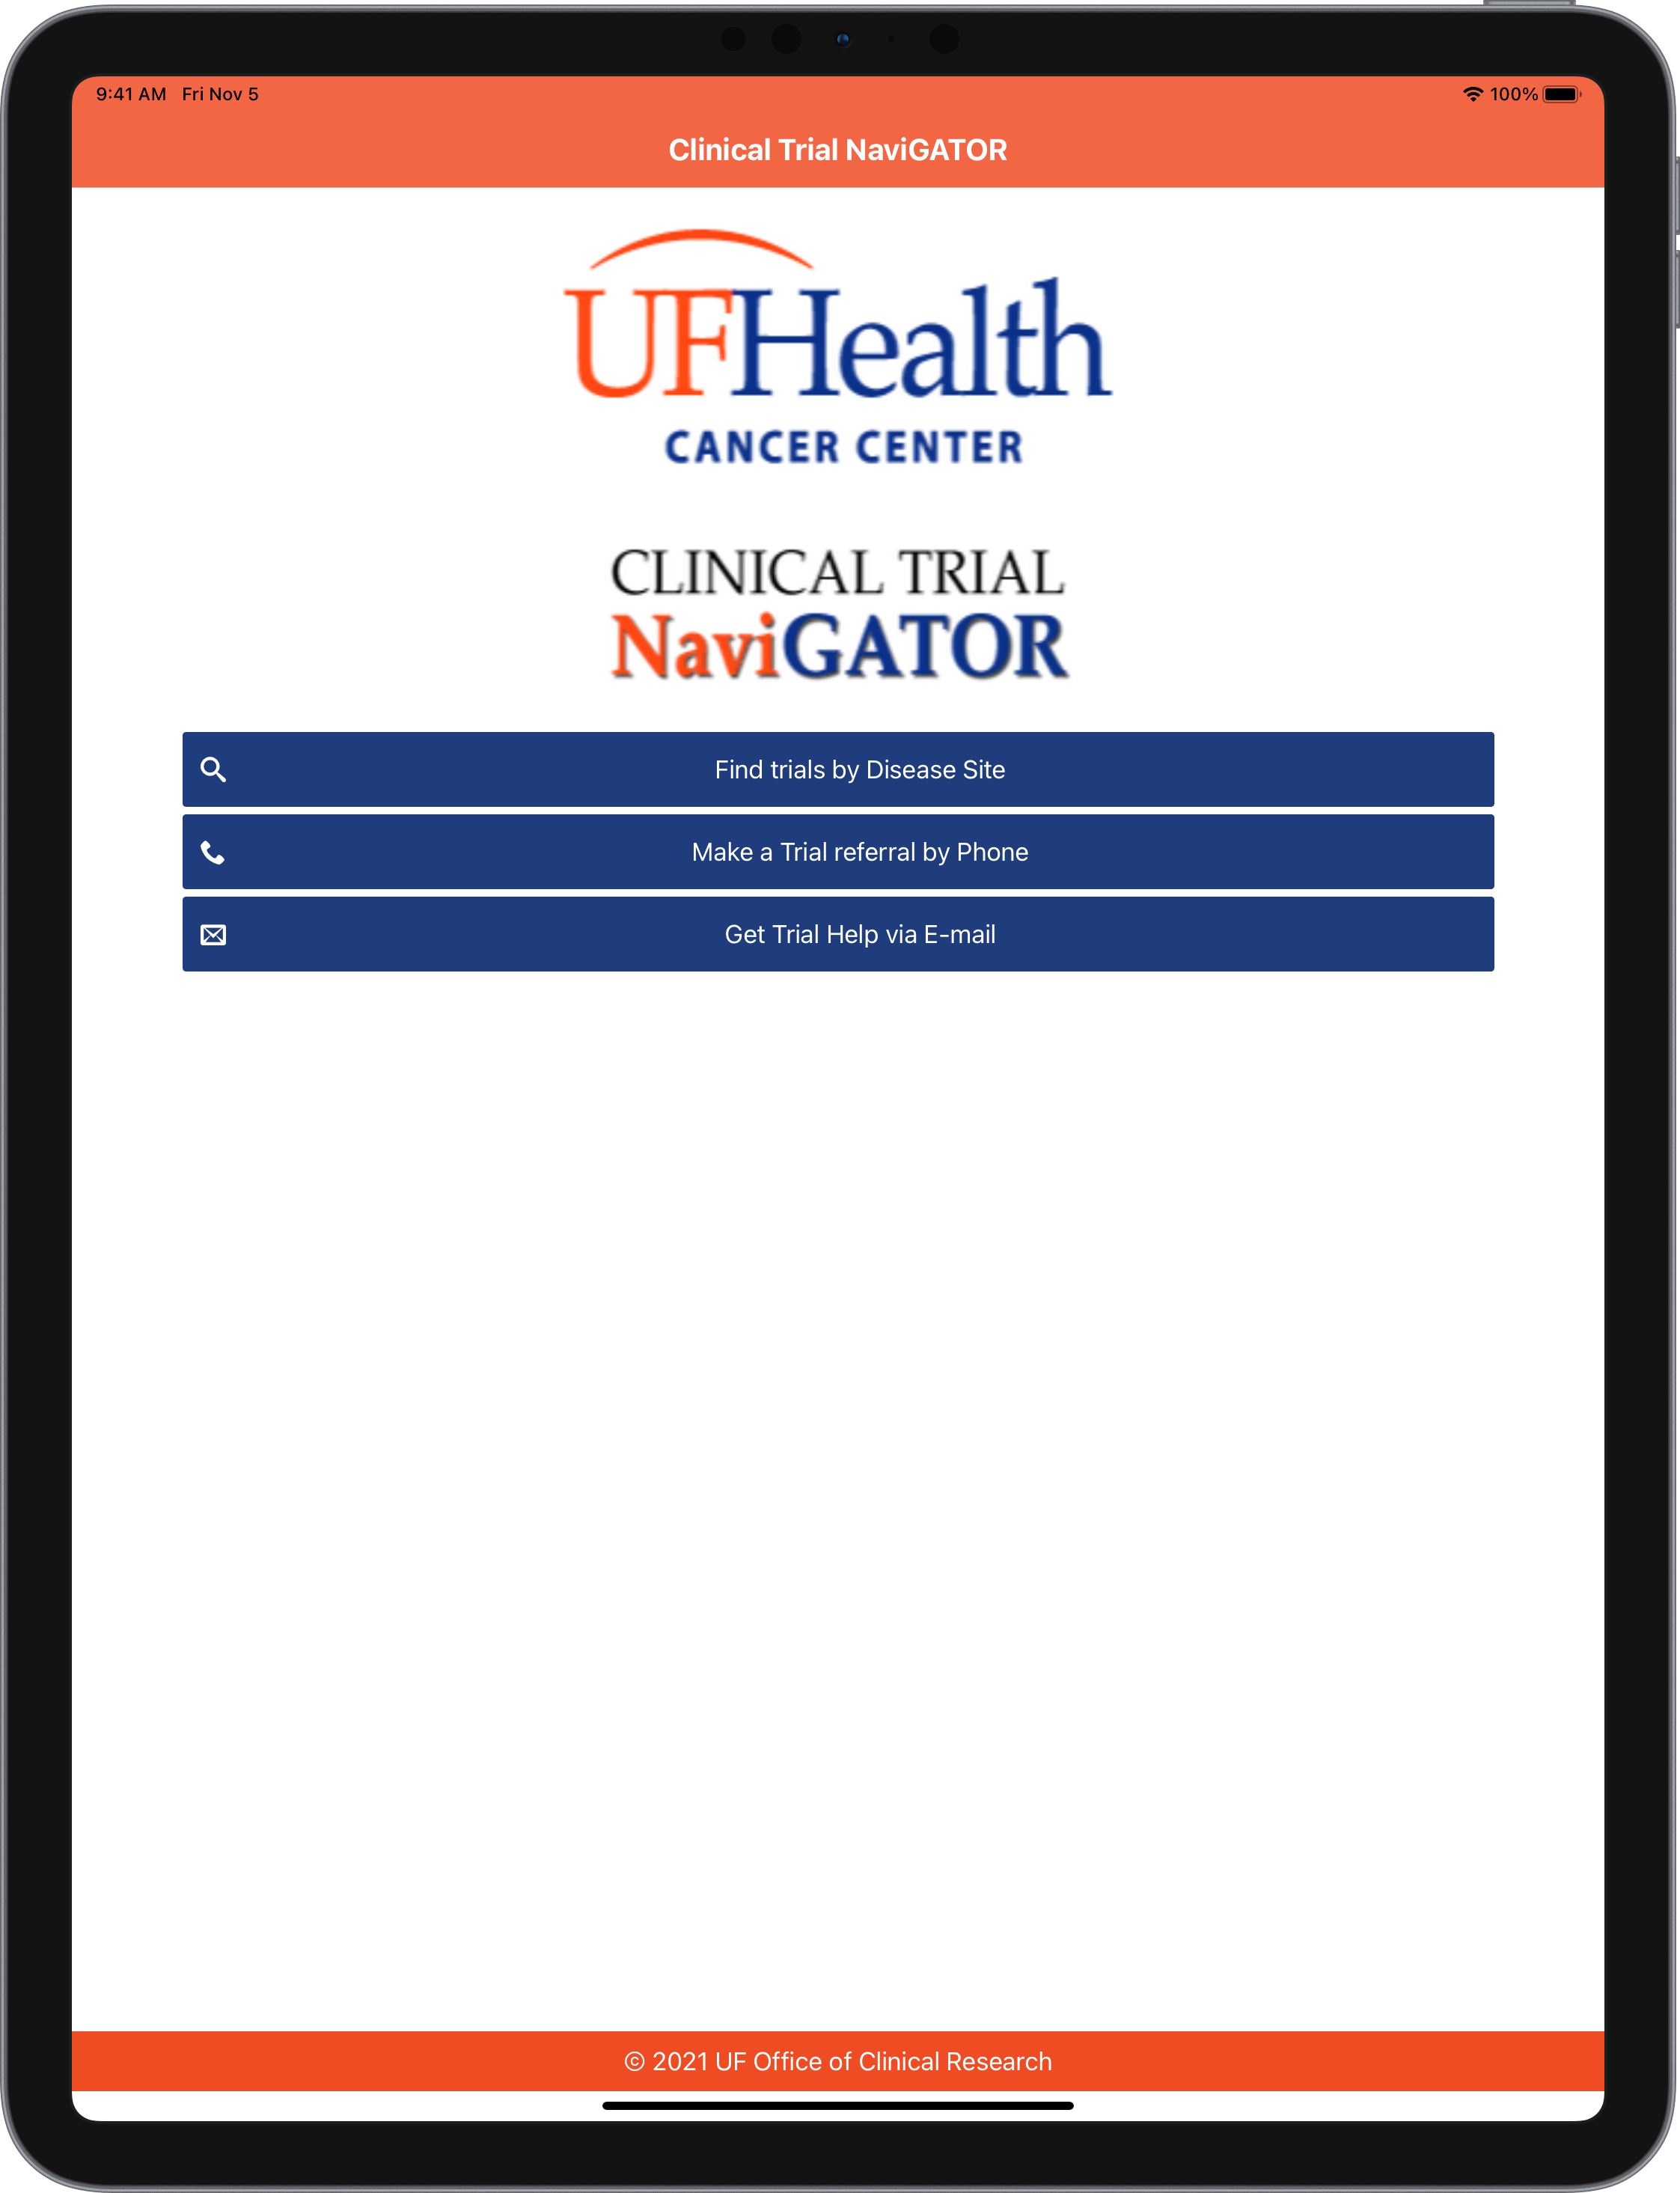 9:41 AM Fri Nov 5 100%
Clinical Trial NaviGATOR
UFHealth
CANCER CENTER
CLINICAL TRIAL
NaviGATOR
Find trials by Disease Site
Make a Trial referral by Phone
Get Trial Help via E-mail
© 2021 UF Office of Clinical Research